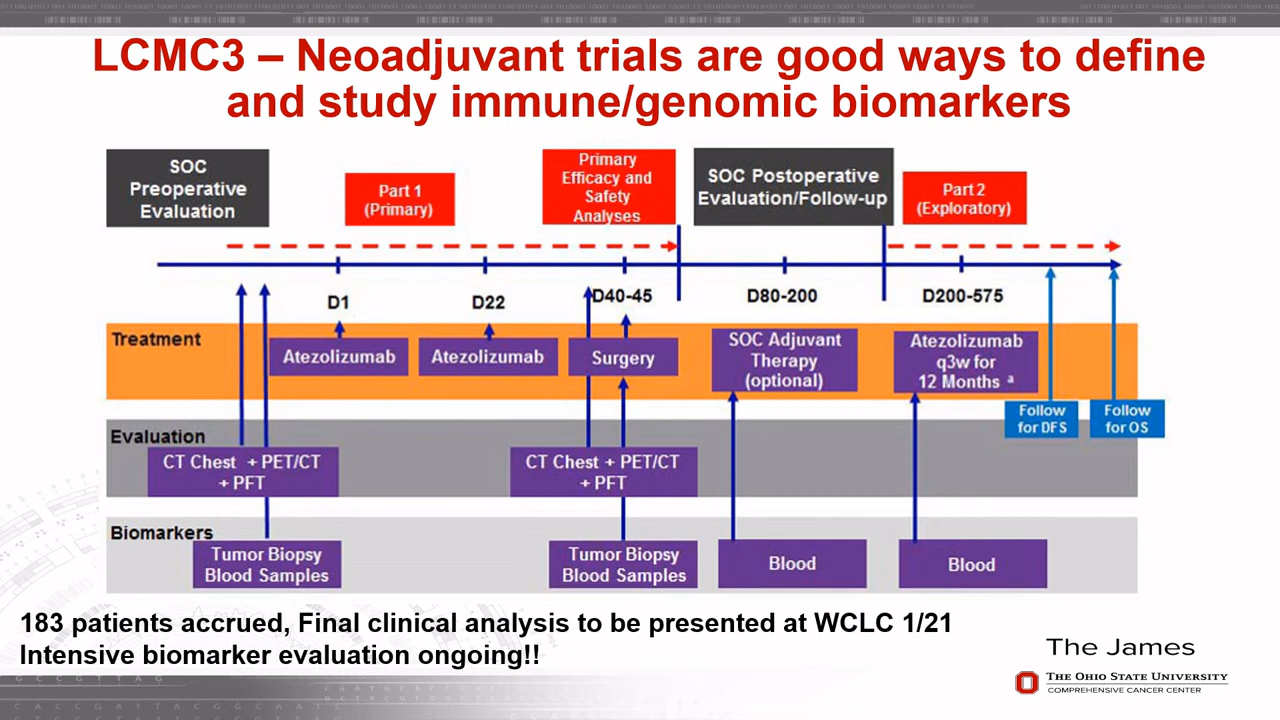 LCMC3 – Neoadjuvant trials are good ways to define
and study immune/genomic biomarkers
SOC
Preoperative
Evaluation
Part 1
(Primary)
Primary
Efficacy and
Safety
Analyses
SOC Postoperative
Evaluation/Follow-up
Part 2
(Exploratory)
D1
D22
D40-45
D80-200
D200-575
Treatment
Atezolizumab
Atezolizumab
Surgery
SOC Adjuvant
Therapy
(optional)
Atezolizumab
q3w for
12 Months a
Follow
for DFS
Follow
for OS
Evaluation
CT Chest + PET/CT
+ PFT
CT Chest + PET/CT
+ PFT
Biomarkers
Tumor Biopsy
Blood Samples
Tumor Biopsy
Blood Samples
Blood
Blood
183 patients accrued, Final clinical analysis to be presented at WCLC 1/21
Intensive biomarker evaluation ongoing!!
The James
THE OHIO STATE UNIVERSITY
COMPREHENSIVE CANCER CENTER